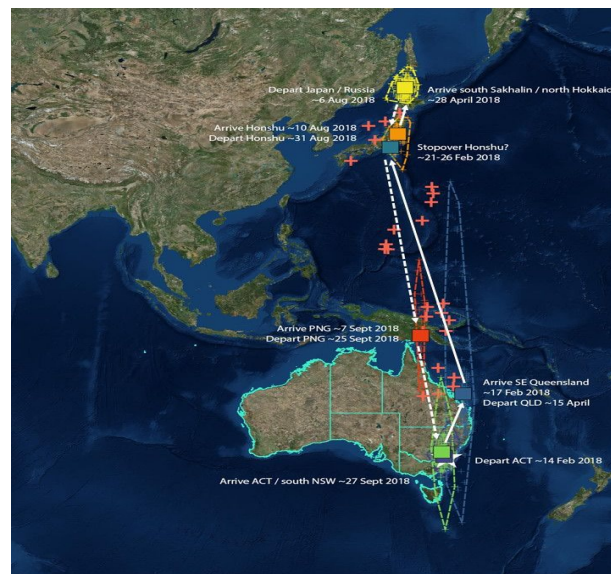 Depart Japan / Russia
~6 Aug 2018
Arrive south Sakhalin / north Hokkaid
~28 April 2018
Arrive Honshu ~10 Aug 2018
Depart Honshu ~31 Aug 2018
Stopover Honshu?
~21-26 Feb 2018
Arrive PNG ~7 Sept 2018
Depart PNG ~25 Sept 2018
Arrive SE Queensland
~17 Feb 2018
Depart QLD ~15 April
Depart ACT ~14 Feb 2018
Arrive ACT / south NSW ~27 Sept 2018